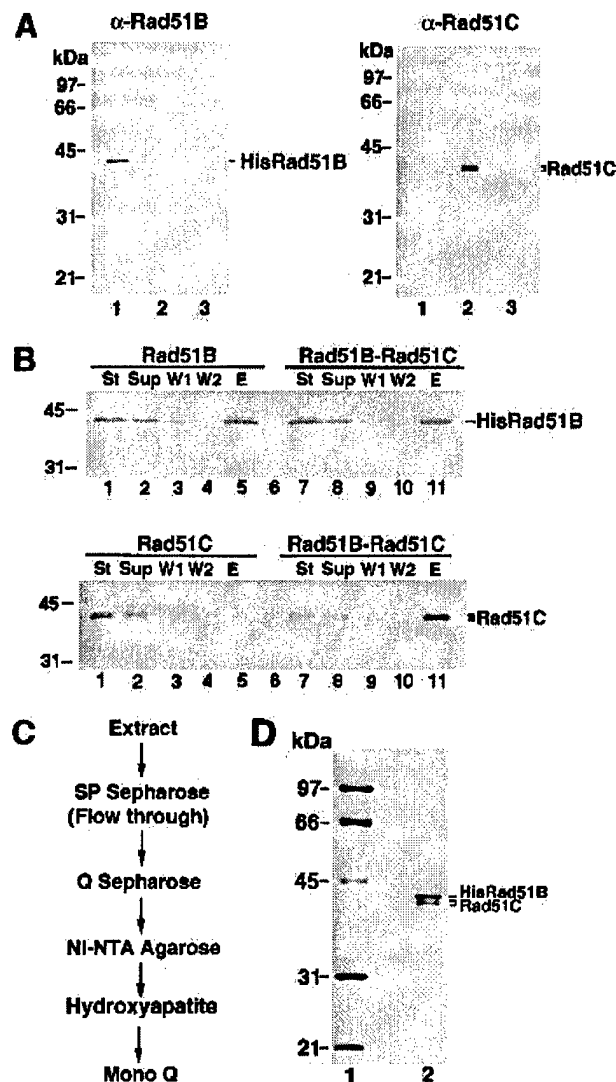 A
α-Rad51B
kDa
97-
66-
45-
31-
21-
- HisRad51B
1 2 3
α-Rad51C
kDa
97-
66-
45-
31-
21-
Rad51C
1 2 3
B
Rad51B Rad51B-Rad51C
St Sup W1 W2 E St Sup W1 W2 E
45-
31-
-HisRad51B
1 2 3 4 5 6 7 8 9 10 11
Rad51C Rad51B-Rad51C
St Sup W1 W2 E St Sup W1 W2 E
45-
31-
Rad51C
1 2 3 4 5 6 7 8 9 10 11
C
Extract
SP Sepharose
(Flow through)
Q Sepharose
NI-NTA Agarose
Hydroxyapatite
Mono Q
D
kDa
97-
66-
45-
31-
21-
HisRad51B
Rad51C
1 2